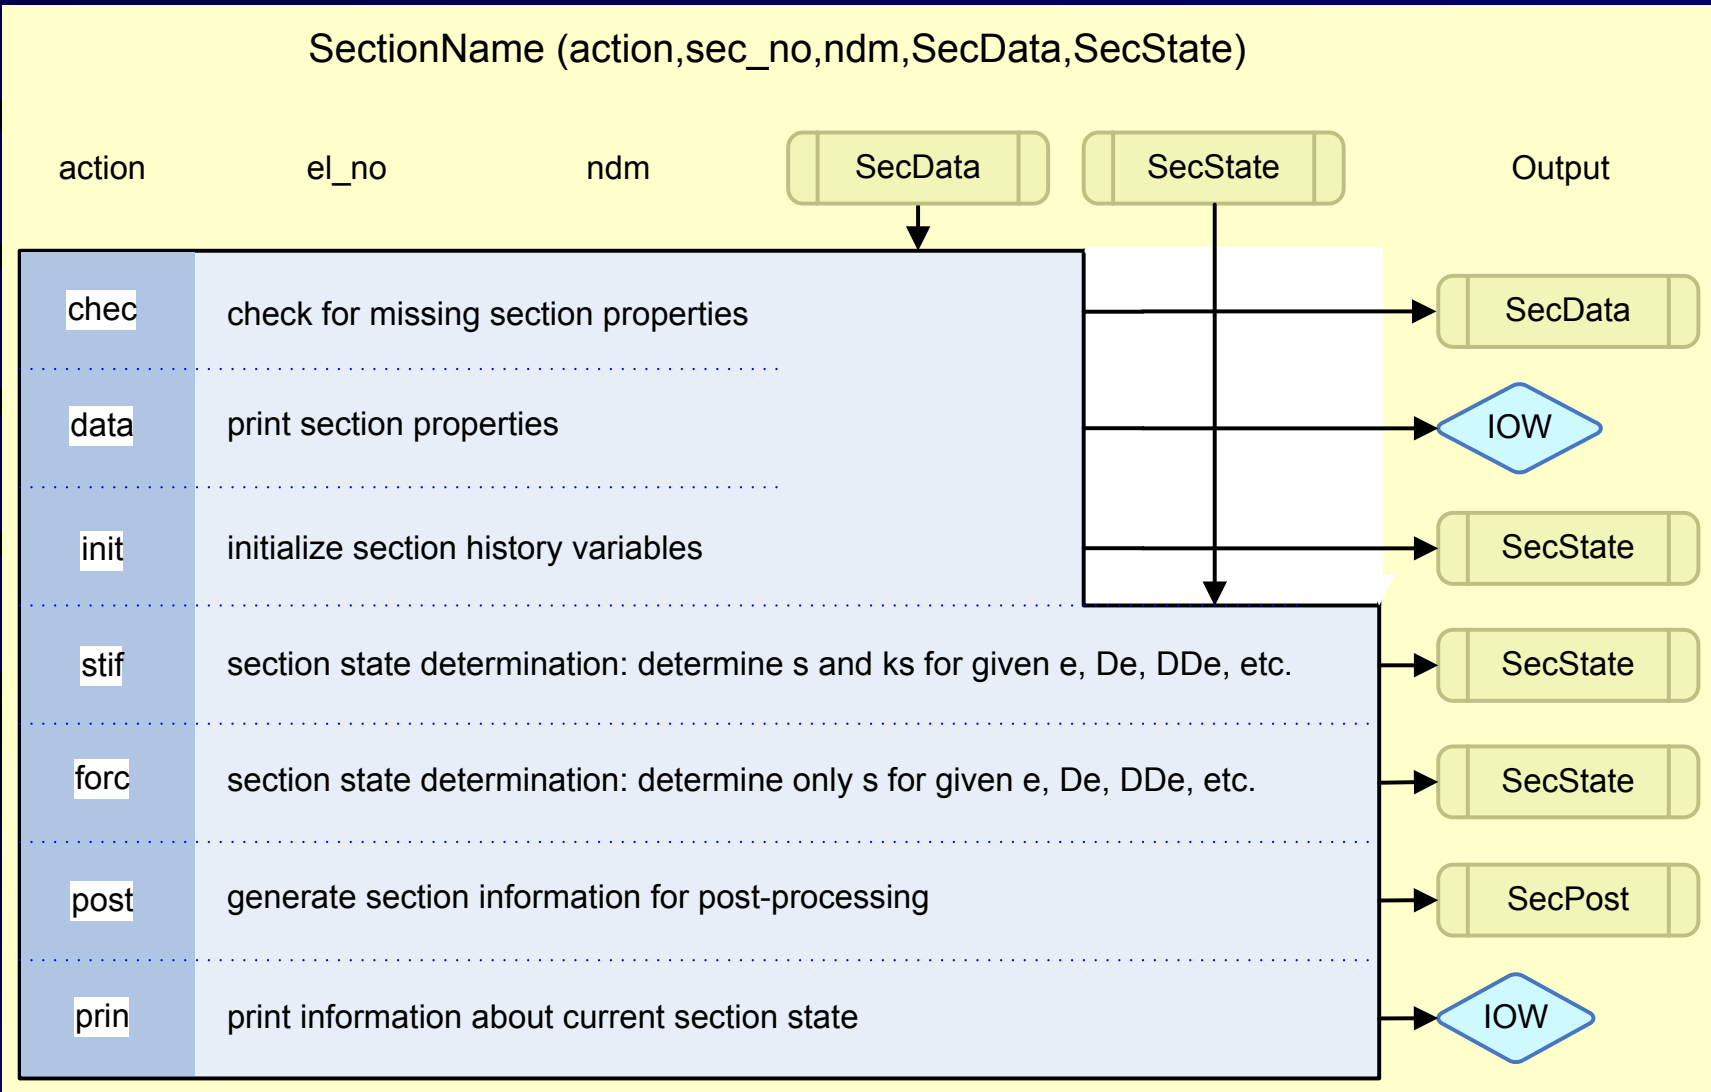 SectionName (action,sec_no,ndm,SecData,SecState)
action el_no ndm SecData SecState Output
chec check for missing section properties SecData
data print section properties IOW
init initialize section history variables SecState
stif section state determination: determine s and ks for given e, De, DDe, etc. SecState
forc section state determination: determine only s for given e, De, DDe, etc. SecState
post generate section information for post-processing SecPost
prin print information about current section state IOW